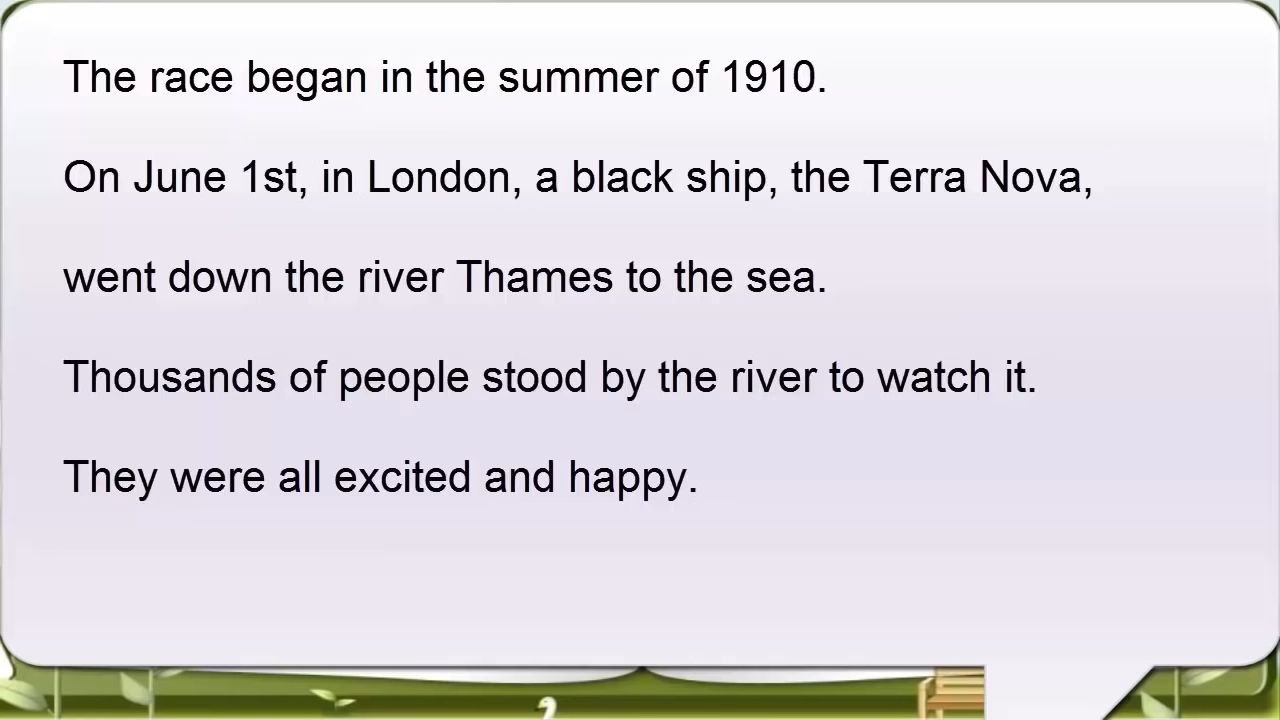 The race began in the summer of 1910.
On June 1st, in London, a black ship, the Terra Nova,
went down the river Thames to the sea.
Thousands of people stood by the river to watch it.
They were all excited and happy.